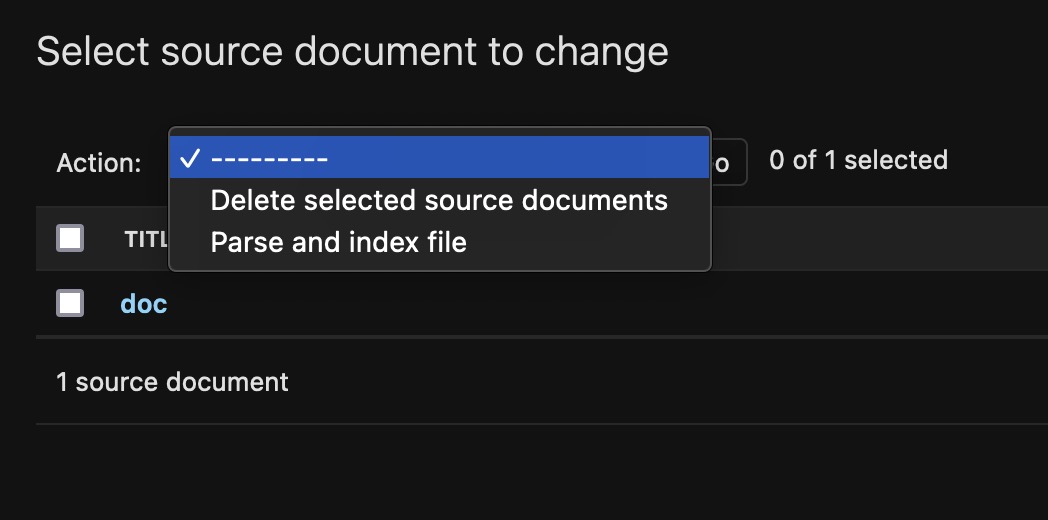 Select source document to change
Action:
✓ ---------
0 of 1 selected
Delete selected source documents
Parse and index file
doc
1 source document